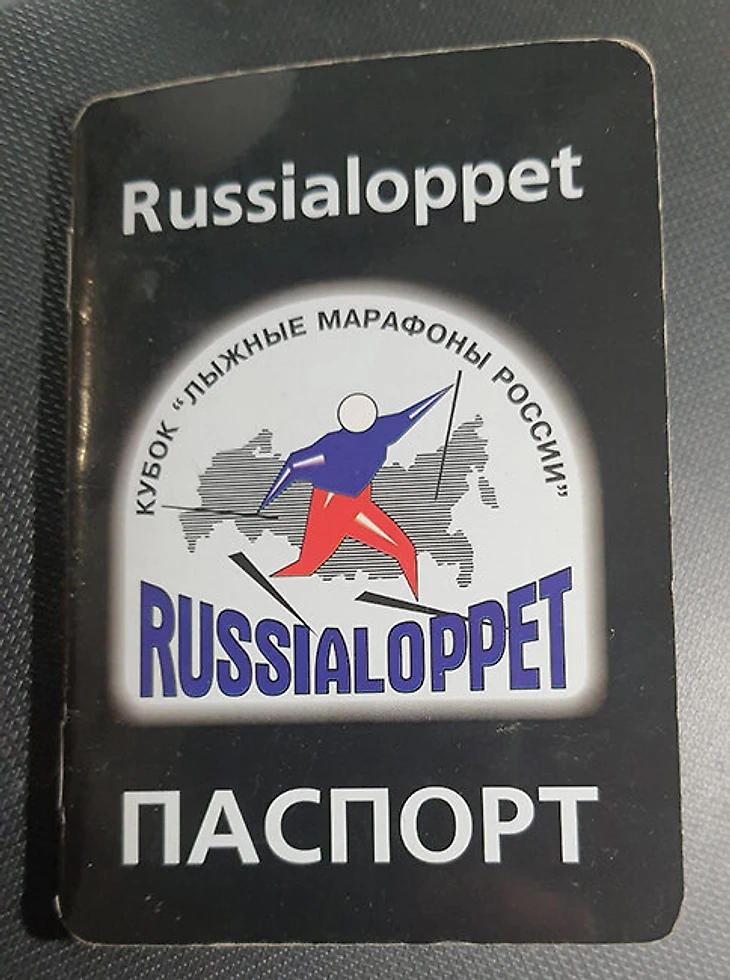 Russialoppet
КУБОК “ЛЫЖНЫЕ МАРАФОНЫ РОССИИ”
RUSSIALOPPET
ПАСПОРТ